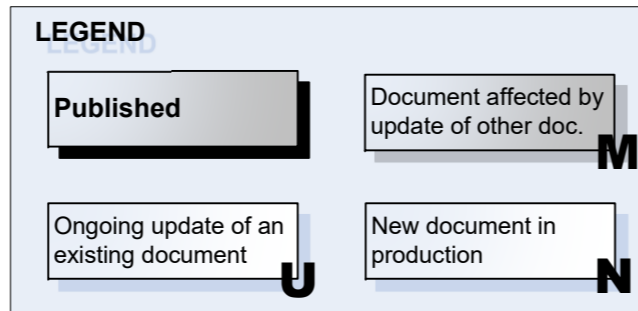 LEGEND
Published
Document affected by
update of other doc.
M
Ongoing update of an
existing document
U
New document in
production
N